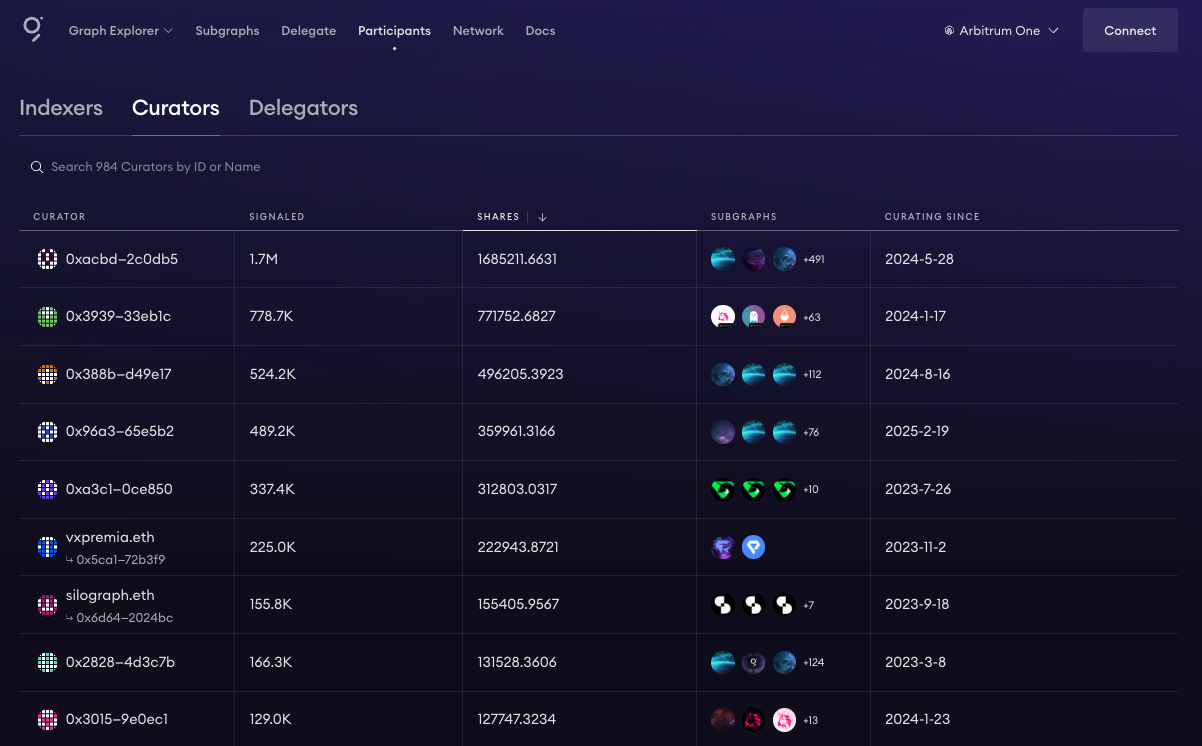 Graph Explorer Subgraphs Delegate Participants Network Docs Arbitrum One Connect
Indexers Curators Delegators
Search 984 Curators by ID or Name
CURATOR SIGNALED SHARES SUBGRAPHS CURATING SINCE
0xacbd–2c0db5 1.7M 1685211.6631 +491 2024-5-28
0x3939–33eb1c 778.7K 771752.6827 +63 2024-1-17
0x388b–d49e17 524.2K 496205.3923 +112 2024-8-16
0x96a3–65e5b2 489.2K 359961.3166 +76 2025-2-19
0xa3c1–0ce850 337.4K 312803.0317 +10 2023-7-26
vxpremia.eth
0x5ca1–72b3f9 225.0K 222943.8721 2023-11-2
silograph.eth
0x6d64–2024bc 155.8K 155405.9567 +7 2023-9-18
0x2828–4d3c7b 166.3K 131528.3606 +124 2023-3-8
0x3015–9e0ec1 129.0K 127747.3234 +13 2024-1-23